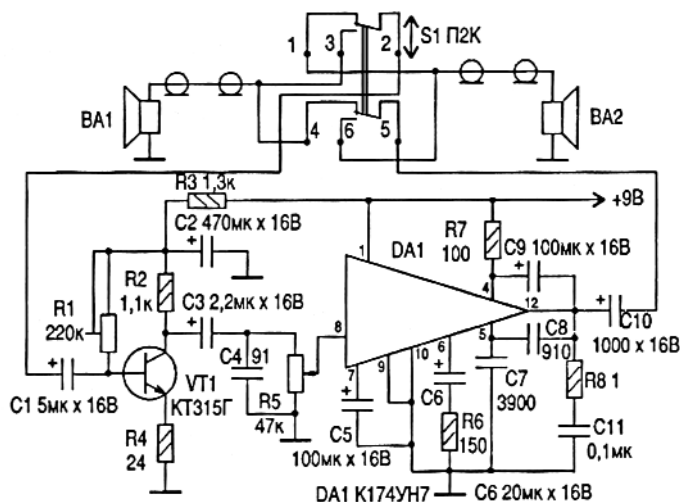 S1 П2К
1
3
2
BA1
BA2
4
6
5
R3 1,3к
+9В
C2 470мк x 16В
R7
100
C9 100мк x 16В
DA1
1
4
12
R2
1,1к
C3 2,2мк x 16В
R1
220к
8
C4
91
10
5
C8
910
C10
1000 x 16В
7
9
6
C1 5мк x 16В
VT1
КТ315Г
R5
47к
C6
C7
3900
R8 1
R4
24
C5
100мк x 16В
R6
150
C11
0,1мк
DA1 К174УН7
C6 20мк x 16В